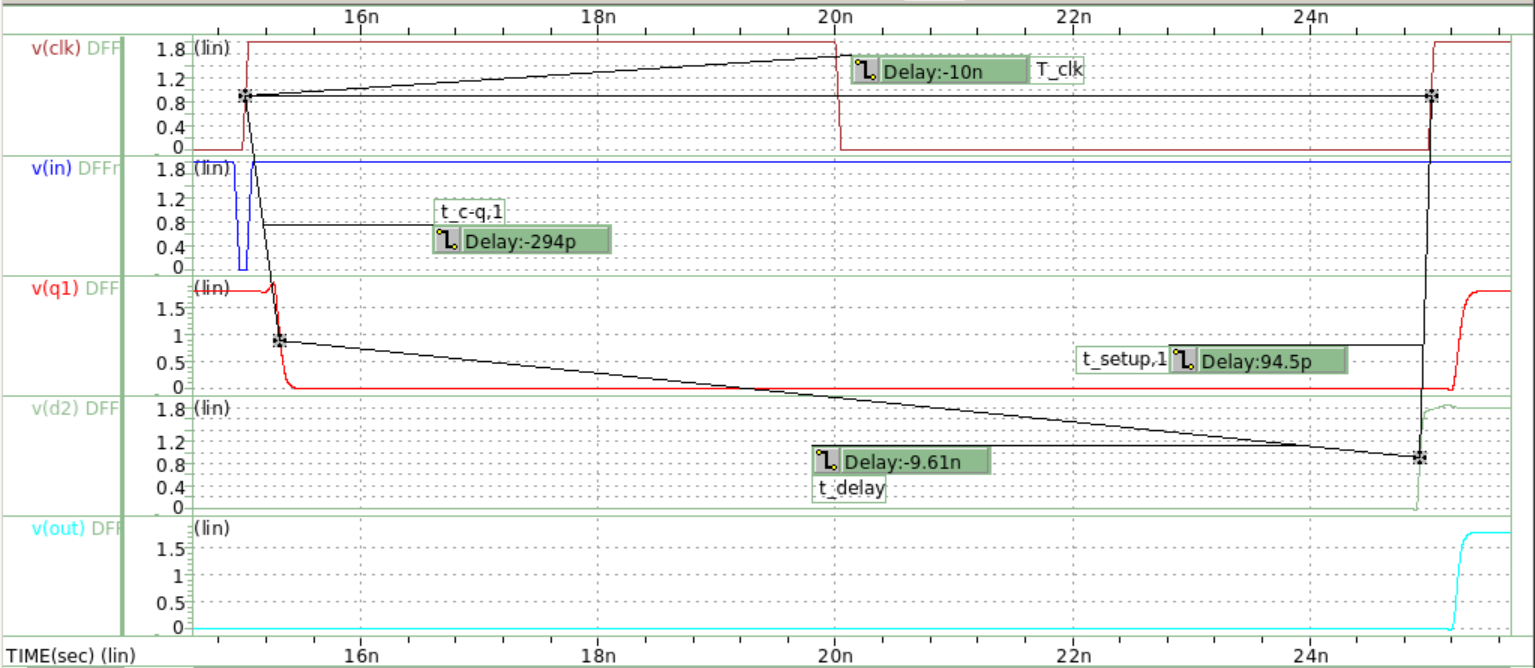 16n 18n 20n 22n 24n
v(clk) DFF
1.8
1.2
0.8
0.4
0
(lin)
Delay:-10n
T_clk
v(in) DFFr
1.8
1.2
0.8
0.4
0
(lin)
t_c-q,1
Delay:-294p
v(q1) DFF
1.5
1
0.5
0
(lin)
t_setup,1
Delay:94.5p
v(d2) DFF
1.8
1.2
0.8
0.4
0
(lin)
Delay:-9.61n
t_delay
v(out) DFF
1.5
1
0.5
0
(lin)
TIME(sec) (lin)
16n 18n 20n 22n 24n